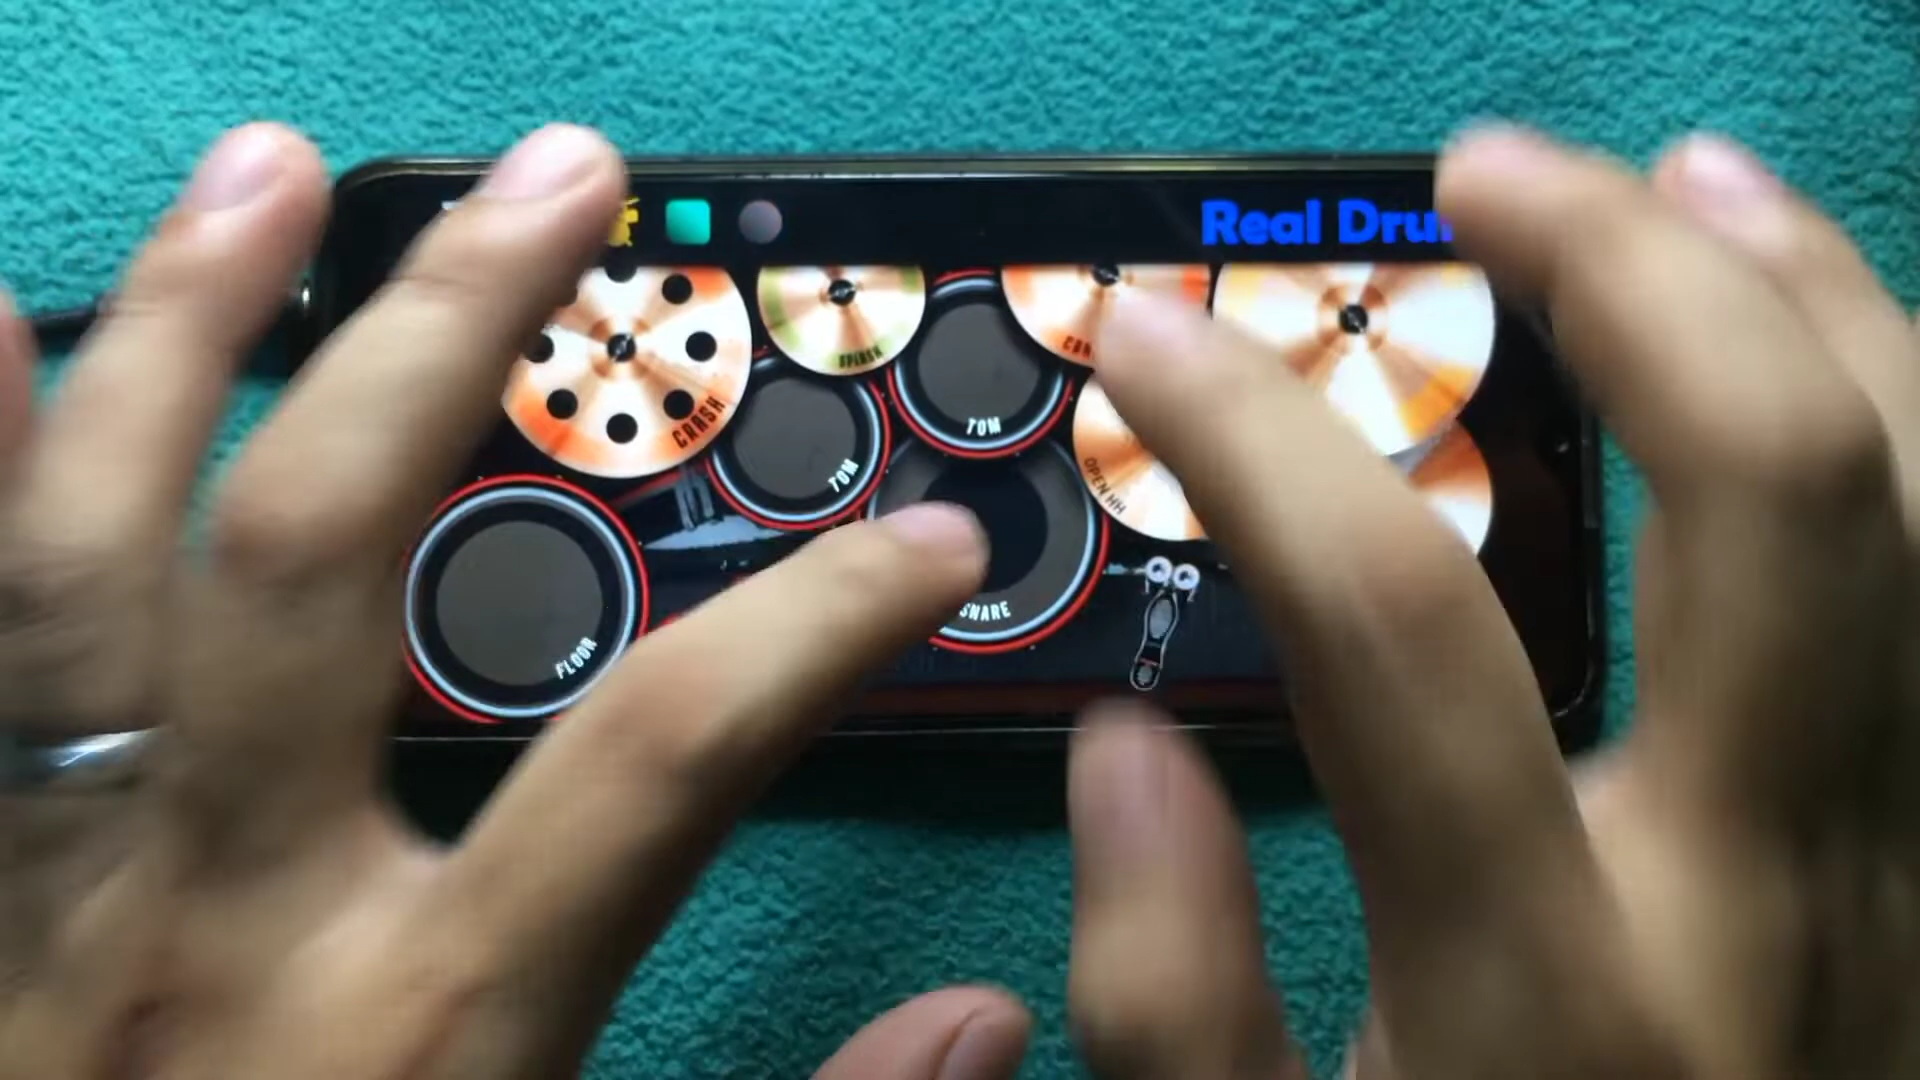 Real Dru
SPLASH
CRASH
TOM
TOM
OPEN HH
SNARE
FLOOR